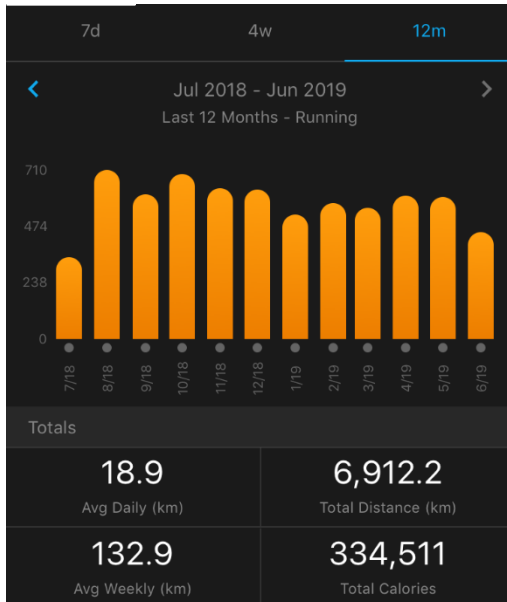 7d 4w 12m
Jul 2018 - Jun 2019
Last 12 Months - Running
710
474
238
0
7/18 8/18 9/18 10/18 11/18 12/18 1/19 2/19 3/19 4/19 5/19 6/19
Totals
18.9 6,912.2
Avg Daily (km) Total Distance (km)
132.9 334,511
Avg Weekly (km) Total Calories